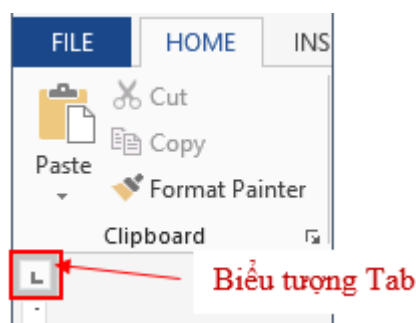 FILE HOME INS
Cut
Copy
Paste
Format Painter
Clipboard
Biểu tượng Tab